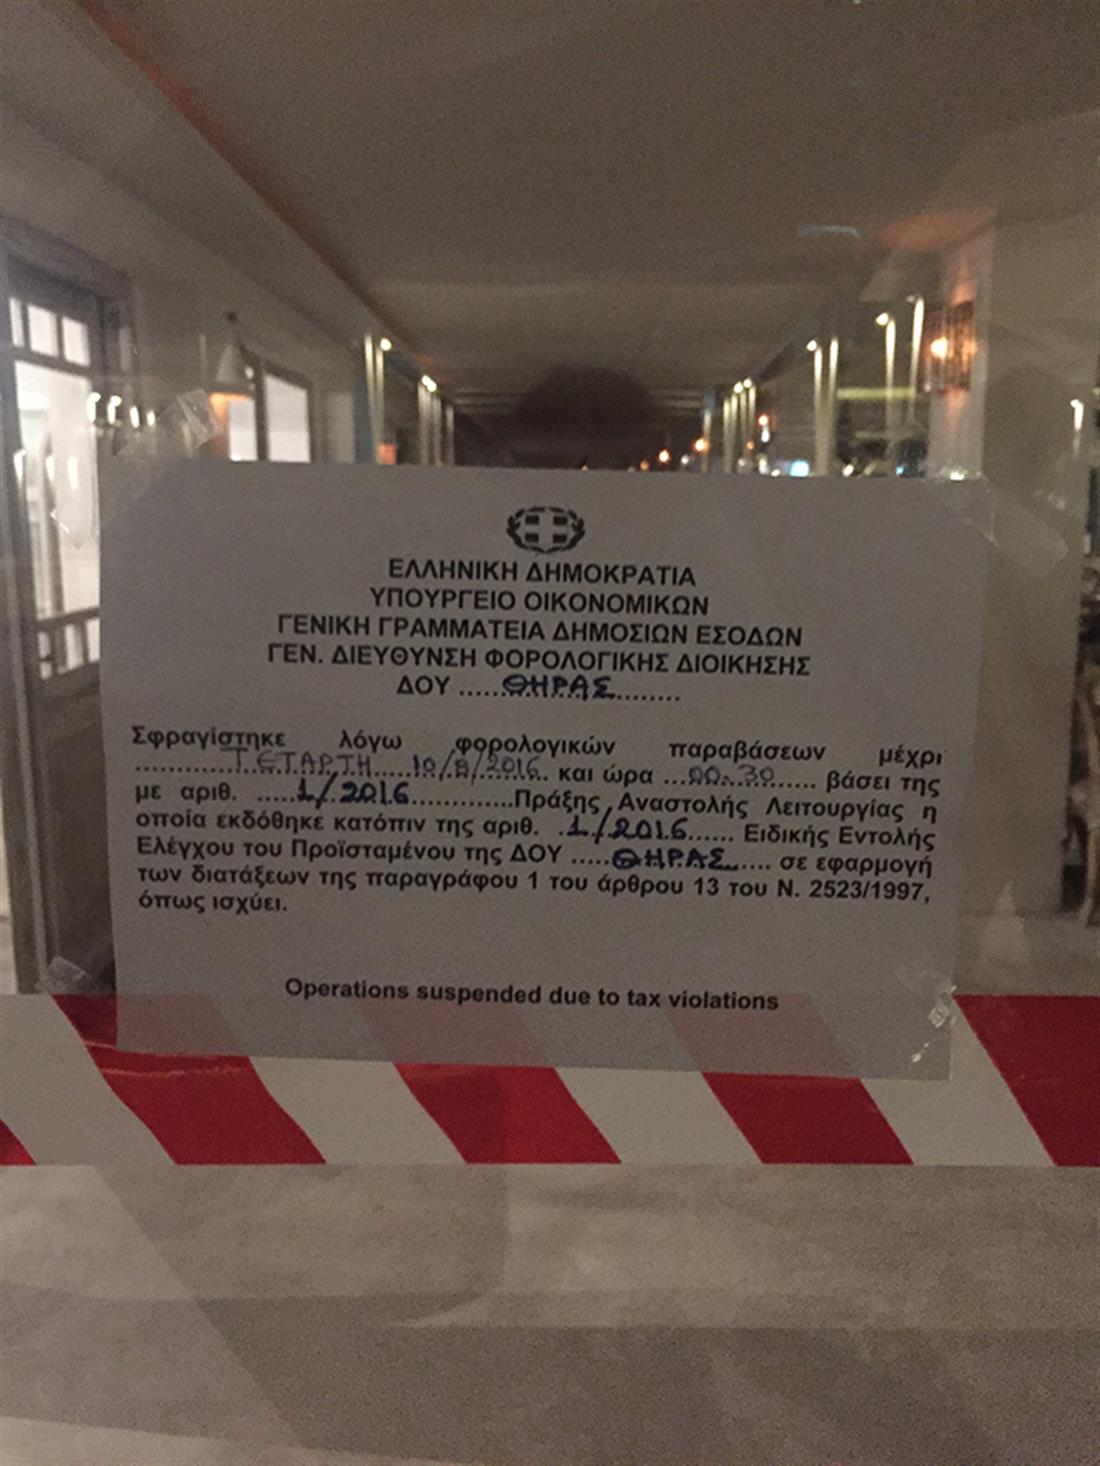 ΕΛΛΗΝΙΚΗ ΔΗΜΟΚΡΑΤΙΑ
ΥΠΟΥΡΓΕΙΟ ΟΙΚΟΝΟΜΙΚΩΝ
ΓΕΝΙΚΗ ΓΡΑΜΜΑΤΕΙΑ ΔΗΜΟΣΙΩΝ ΕΣΟΔΩΝ
ΓΕΝ. ΔΙΕΥΘΥΝΣΗ ΦΟΡΟΛΟΓΙΚΗΣ ΔΙΟΙΚΗΣΗΣ
ΔΟΥ ......ΘΗΡΑΣ........
Σφραγίστηκε λόγω φορολογικών παραβάσεων μέχρι
............ΤΕΤΑΡΤΗ.....10/8/2016. και ώρα ...00:30...... βάσει της
με αριθ. .....1/2016.............Πράξης Αναστολής Λειτουργίας η
οποία εκδόθηκε κατόπιν της αριθ. .1/2016...... Ειδικής Εντολής
Ελέγχου του Προϊσταμένου της ΔΟΥ .....ΘΗΡΑΣ..... σε εφαρμογή
των διατάξεων της παραγράφου 1 του άρθρου 13 του Ν. 2523/1997,
όπως ισχύει.
Operations suspended due to tax violations